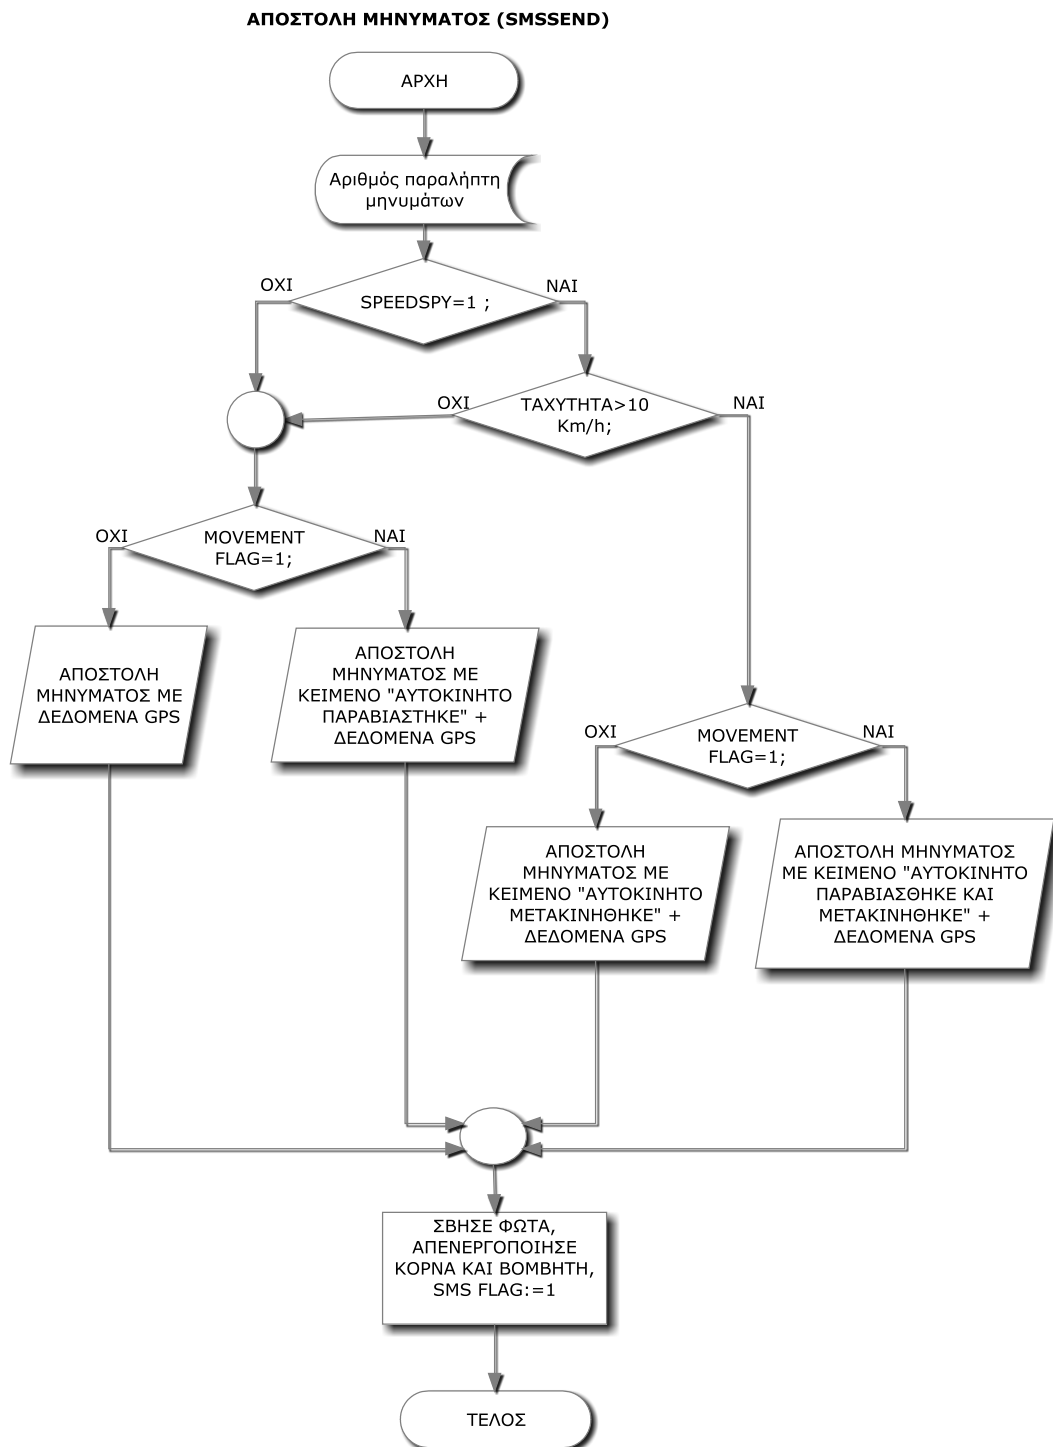 ΑΠΟΣΤΟΛΗ ΜΗΝΥΜΑΤΟΣ (SMSSEND)
ΑΡΧΗ
Αριθμός παραλήπτη
μηνυμάτων
ΟΧΙ
ΝΑΙ
SPEEDSPY=1 ;
ΟΧΙ
ΝΑΙ
ΤΑΧΥΤΗΤΑ>10
Km/h;
ΟΧΙ
ΝΑΙ
MOVEMENT
FLAG=1;
ΑΠΟΣΤΟΛΗ
ΜΗΝΥΜΑΤΟΣ ΜΕ
ΔΕΔΟΜΕΝΑ GPS
ΑΠΟΣΤΟΛΗ
ΜΗΝΥΜΑΤΟΣ ΜΕ
ΚΕΙΜΕΝΟ "ΑΥΤΟΚΙΝΗΤΟ
ΠΑΡΑΒΙΑΣΤΗΚΕ" +
ΔΕΔΟΜΕΝΑ GPS
ΟΧΙ
ΝΑΙ
MOVEMENT
FLAG=1;
ΑΠΟΣΤΟΛΗ
ΜΗΝΥΜΑΤΟΣ ΜΕ
ΚΕΙΜΕΝΟ "ΑΥΤΟΚΙΝΗΤΟ
ΜΕΤΑΚΙΝΗΘΗΚΕ" +
ΔΕΔΟΜΕΝΑ GPS
ΑΠΟΣΤΟΛΗ ΜΗΝΥΜΑΤΟΣ
ΜΕ ΚΕΙΜΕΝΟ "ΑΥΤΟΚΙΝΗΤΟ
ΠΑΡΑΒΙΑΣΘΗΚΕ ΚΑΙ
ΜΕΤΑΚΙΝΗΘΗΚΕ" +
ΔΕΔΟΜΕΝΑ GPS
ΣΒΗΣΕ ΦΩΤΑ,
ΑΠΕΝΕΡΓΟΠΟΙΗΣΕ
ΚΟΡΝΑ ΚΑΙ ΒΟΜΒΗΤΗ,
SMS FLAG:=1
ΤΕΛΟΣ